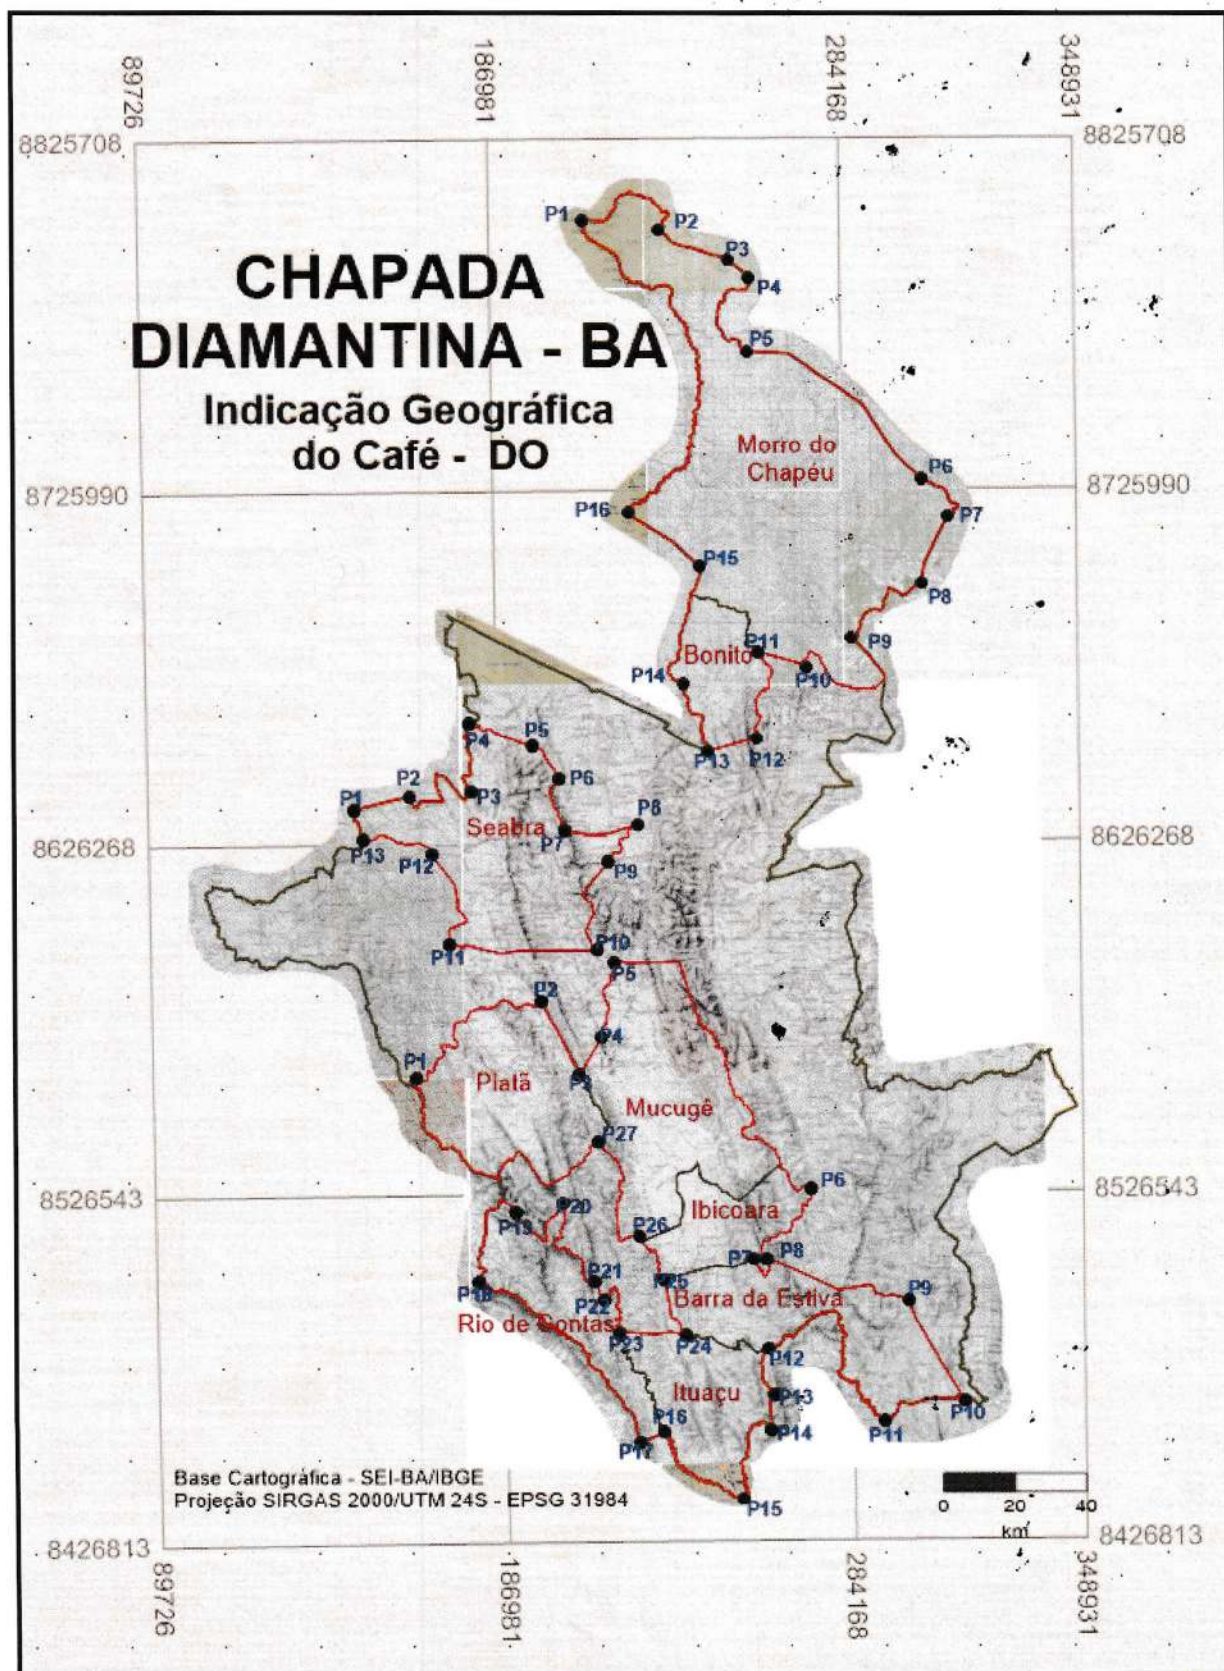 89726
186981
284168
348931
8825708
8825708
P1
P2
P3
P4
CHAPADA
DIAMANTINA - BA
Indicação Geográfica
do Café - DO
P5
Morro do
Chapéu
P6
8725990
8725990
P16
P7
P15
P8
P9
P11
Bonito
P10
P14
P4
P5
P13
P12
P6
P2
P3
P1
P8
Seabra
P7
8626268
8626268
P13
P12
P9
P11
P10
P5
P2
P4
P1
P3
Piatã
Mucugê
P27
P6
8526543
8526543
P20
Ibicoara
P19
P26
P7
P8
P21
P25
P18
Barra da Estiva
P9
P22
Rio de Contas
P23
P24
P12
Ituaçu
P13
P10
P16
P14
P11
P17
Base Cartográfica - SEI-BA/IBGE
Projeção SIRGAS 2000/UTM 24S - EPSG 31984
P15
0 20 40
km
8426813
8426813
89726
186981
284168
348931